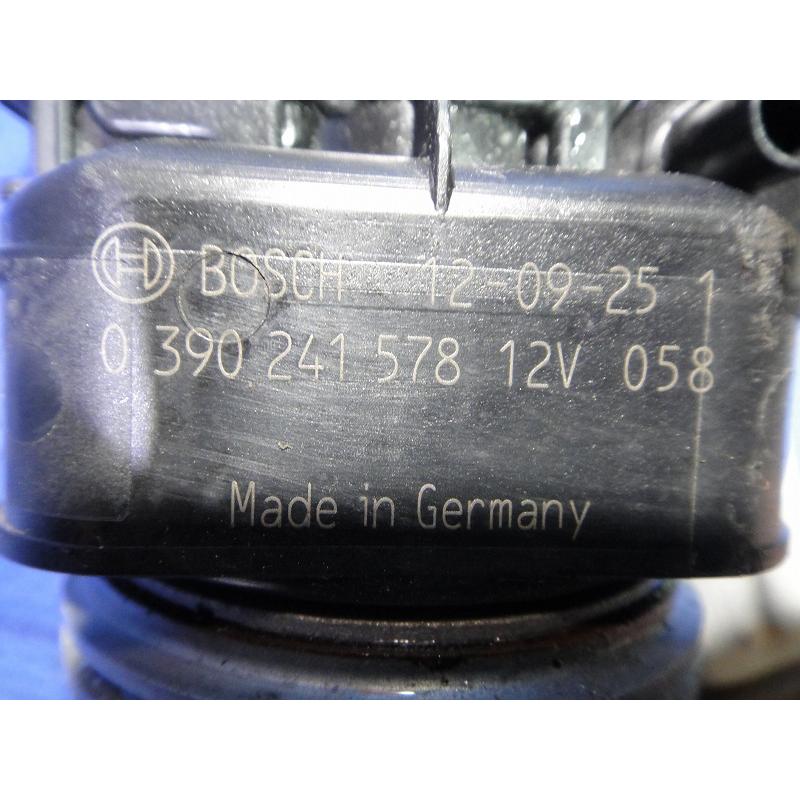 BOSCH 12-09-25 1
0 390 241 578 12V 058
Made in Germany